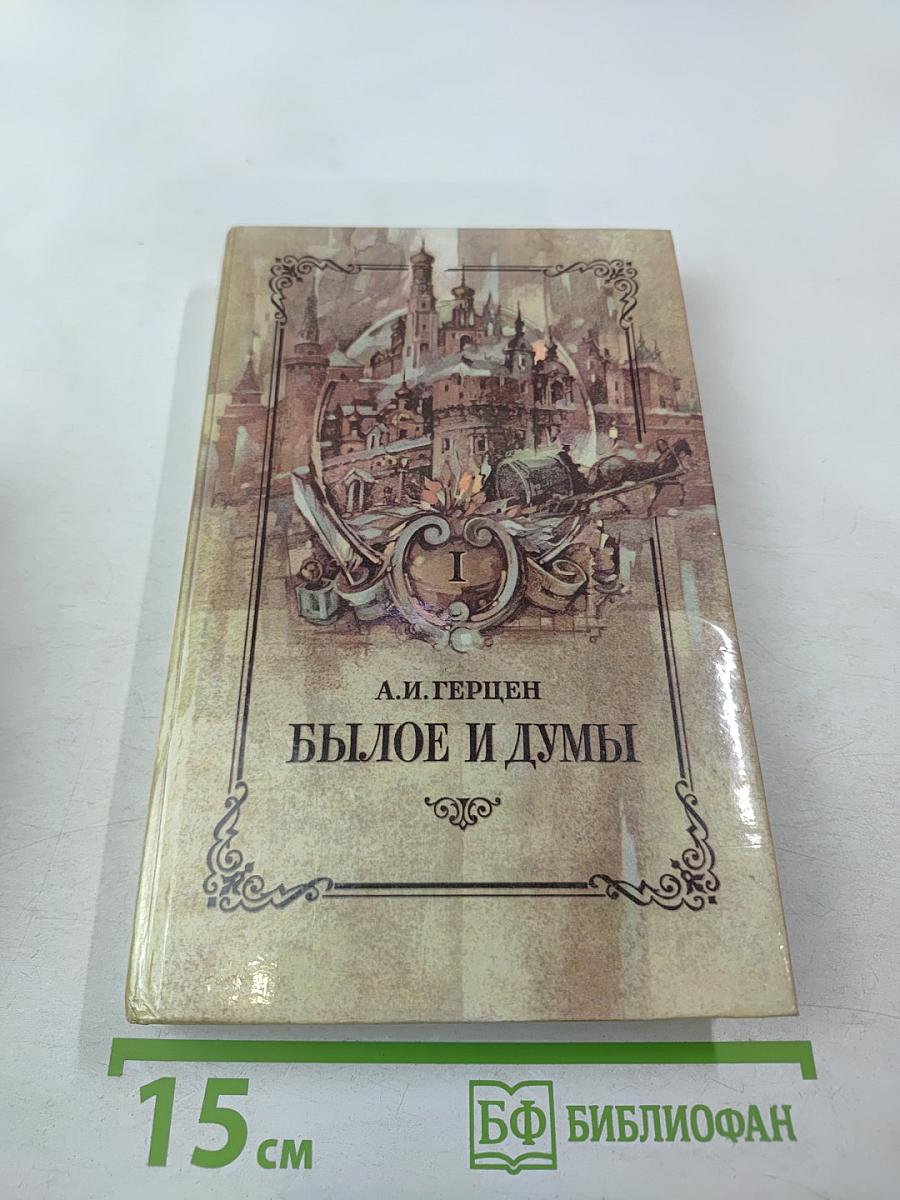 I
А.И.ГЕРЦЕН
БЫЛОЕ И ДУМЫ
15 см
БФ БИБЛИОФАН